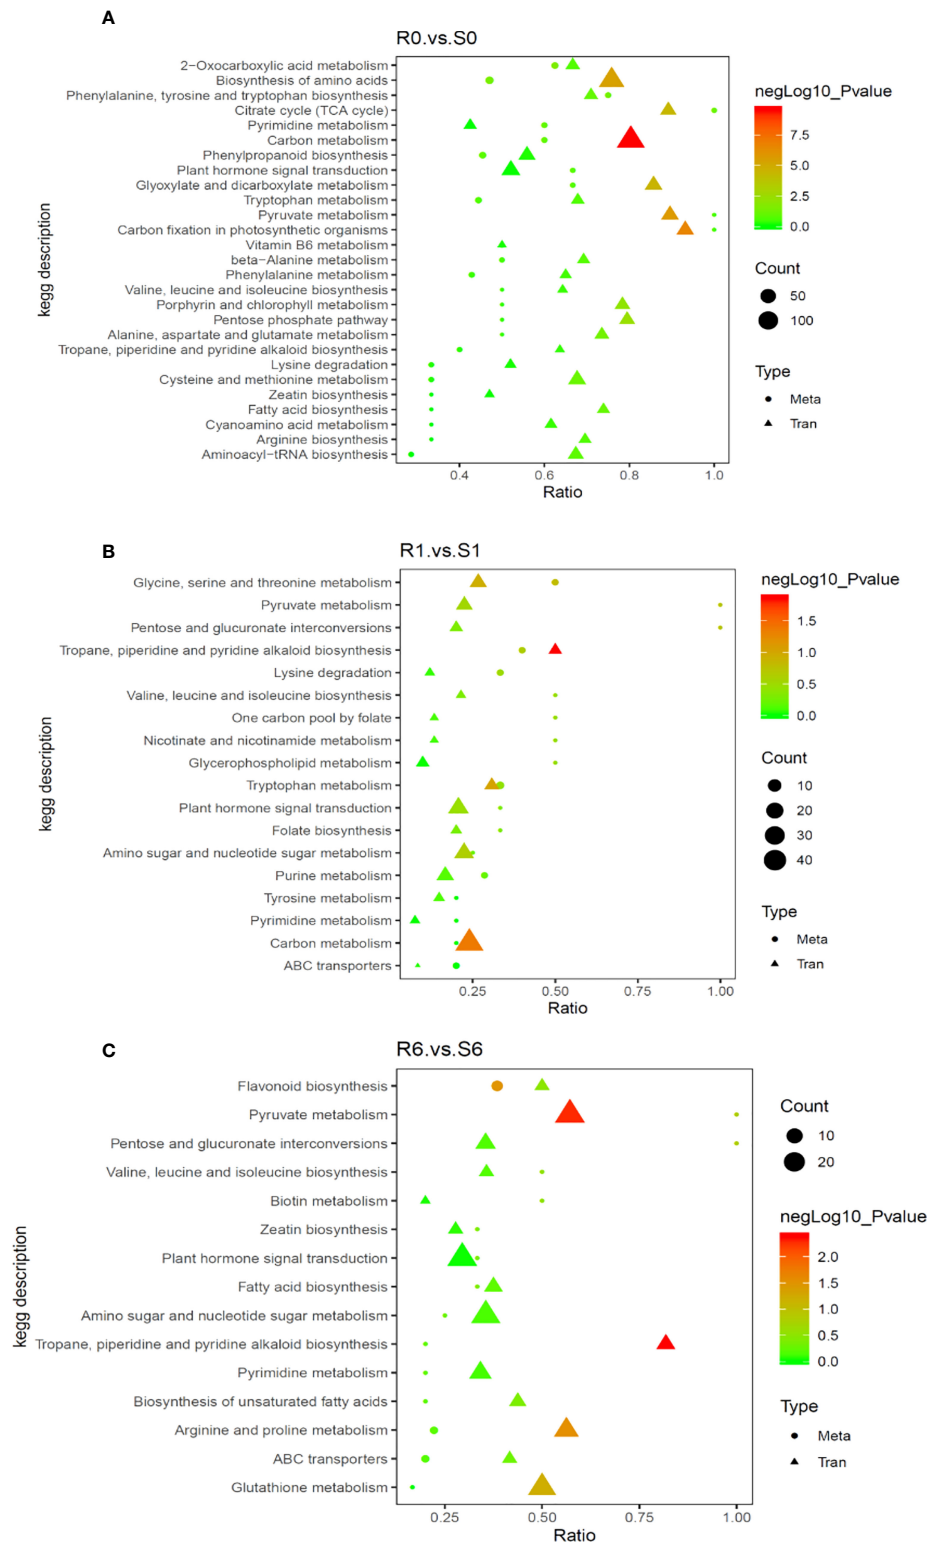 A
R0.vs.S0
kegg description
2−Oxocarboxylic acid metabolism
Biosynthesis of amino acids
Phenylalanine, tyrosine and tryptophan biosynthesis
Citrate cycle (TCA cycle)
Pyrimidine metabolism
Carbon metabolism
Phenylpropanoid biosynthesis
Plant hormone signal transduction
Glyoxylate and dicarboxylate metabolism
Tryptophan metabolism
Pyruvate metabolism
Carbon fixation in photosynthetic organisms
Vitamin B6 metabolism
beta−Alanine metabolism
Phenylalanine metabolism
Valine, leucine and isoleucine biosynthesis
Porphyrin and chlorophyll metabolism
Pentose phosphate pathway
Alanine, aspartate and glutamate metabolism
Tropane, piperidine and pyridine alkaloid biosynthesis
Lysine degradation
Cysteine and methionine metabolism
Zeatin biosynthesis
Fatty acid biosynthesis
Cyanoamino acid metabolism
Arginine biosynthesis
Aminoacyl−tRNA biosynthesis
0.4 0.6 0.8 1.0
Ratio
negLog10_Pvalue
7.5
5.0
2.5
0.0
Count
50
100
Type
Meta
Tran
B
R1.vs.S1
kegg description
Glycine, serine and threonine metabolism
Pyruvate metabolism
Pentose and glucuronate interconversions
Tropane, piperidine and pyridine alkaloid biosynthesis
Lysine degradation
Valine, leucine and isoleucine biosynthesis
One carbon pool by folate
Nicotinate and nicotinamide metabolism
Glycerophospholipid metabolism
Tryptophan metabolism
Plant hormone signal transduction
Folate biosynthesis
Amino sugar and nucleotide sugar metabolism
Purine metabolism
Tyrosine metabolism
Pyrimidine metabolism
Carbon metabolism
ABC transporters
0.25 0.50 0.75 1.00
Ratio
negLog10_Pvalue
1.5
1.0
0.5
0.0
Count
10
20
30
40
Type
Meta
Tran
C
R6.vs.S6
kegg description
Flavonoid biosynthesis
Pyruvate metabolism
Pentose and glucuronate interconversions
Valine, leucine and isoleucine biosynthesis
Biotin metabolism
Zeatin biosynthesis
Plant hormone signal transduction
Fatty acid biosynthesis
Amino sugar and nucleotide sugar metabolism
Tropane, piperidine and pyridine alkaloid biosynthesis
Pyrimidine metabolism
Biosynthesis of unsaturated fatty acids
Arginine and proline metabolism
ABC transporters
Glutathione metabolism
0.25 0.50 0.75 1.00
Ratio
Count
10
20
negLog10_Pvalue
2.0
1.5
1.0
0.5
0.0
Type
Meta
Tran